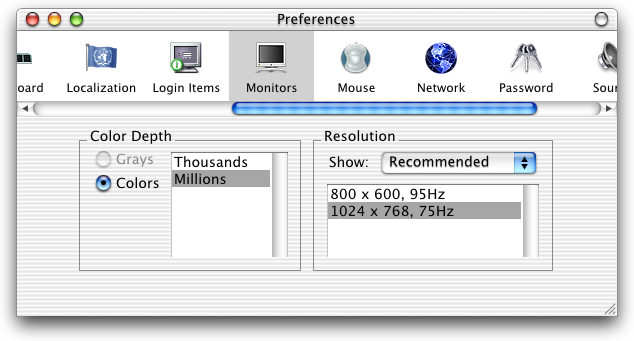 Preferences
oard Localization Login Items Monitors Mouse Network Password Sour
Color Depth
Grays
Colors
Thousands
Millions
Resolution
Show: Recommended
800 x 600, 95Hz
1024 x 768, 75Hz